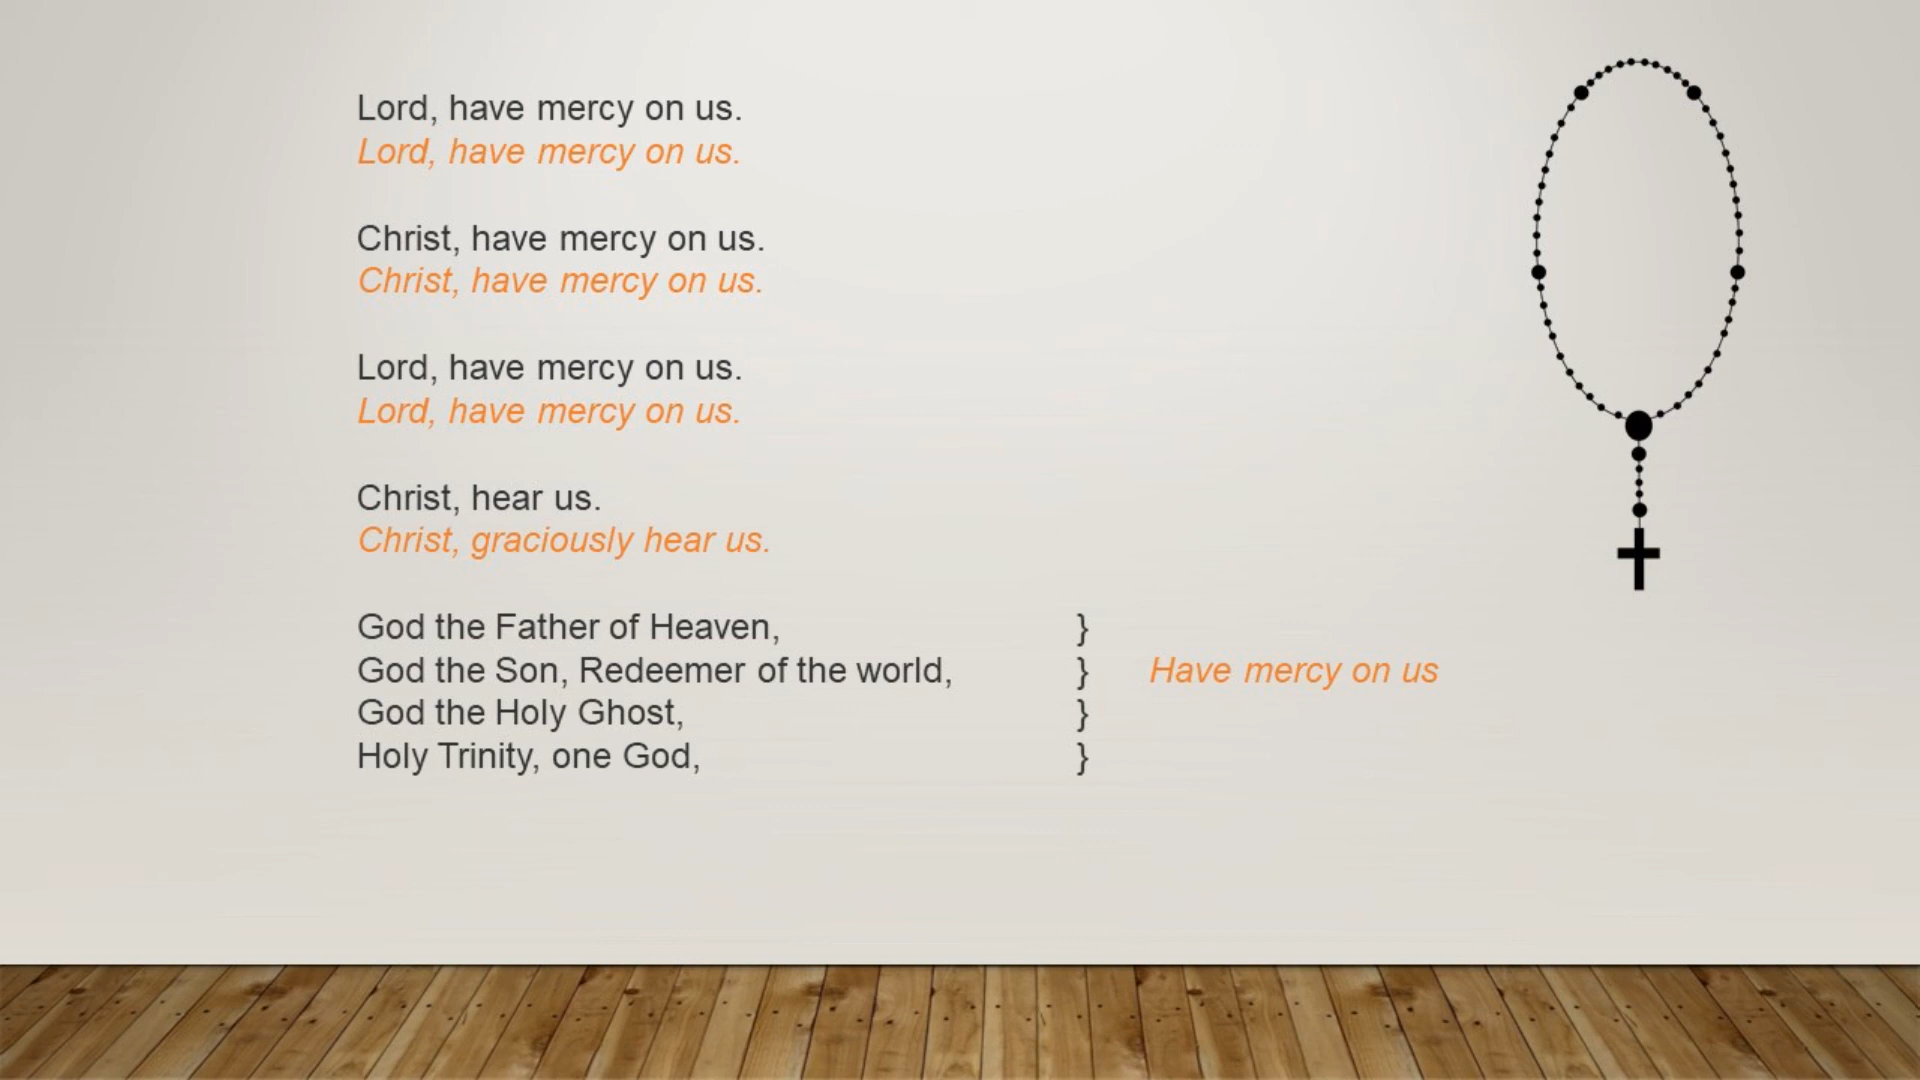 Lord, have mercy on us.
Lord, have mercy on us.
Christ, have mercy on us.
Christ, have mercy on us.
Lord, have mercy on us.
Lord, have mercy on us.
Christ, hear us.
Christ, graciously hear us.
God the Father of Heaven, }
God the Son, Redeemer of the world, } Have mercy on us
God the Holy Ghost, }
Holy Trinity, one God, }